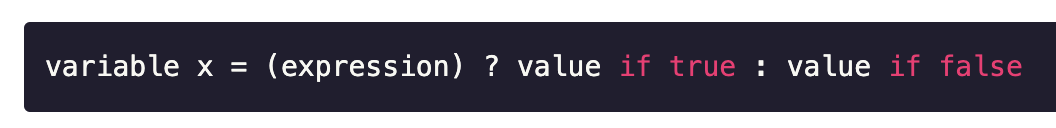 variable x = (expression) ? value if true : value if false